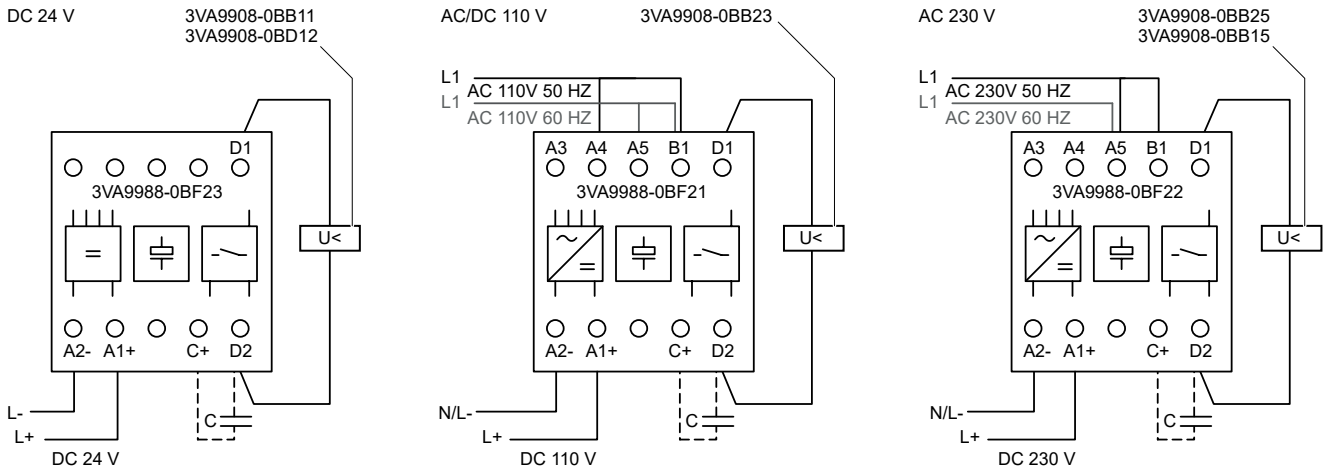 DC 24 V
3VA9908-0BB11
3VA9908-0BD12
D1
3VA9988-0BF23
=
U<
A2- A1+ C+ D2
L-
C
L+
DC 24 V
AC/DC 110 V
3VA9908-0BB23
L1
AC 110V 50 HZ
L1
AC 110V 60 HZ
A3 A4 A5 B1 D1
3VA9988-0BF21
~
=
U<
A2- A1+ C+ D2
N/L-
C
L+
DC 110 V
AC 230 V
3VA9908-0BB25
3VA9908-0BB15
L1
AC 230V 50 HZ
L1
AC 230V 60 HZ
A3 A4 A5 B1 D1
3VA9988-0BF22
~
=
U<
A2- A1+ C+ D2
N/L-
C
L+
DC 230 V